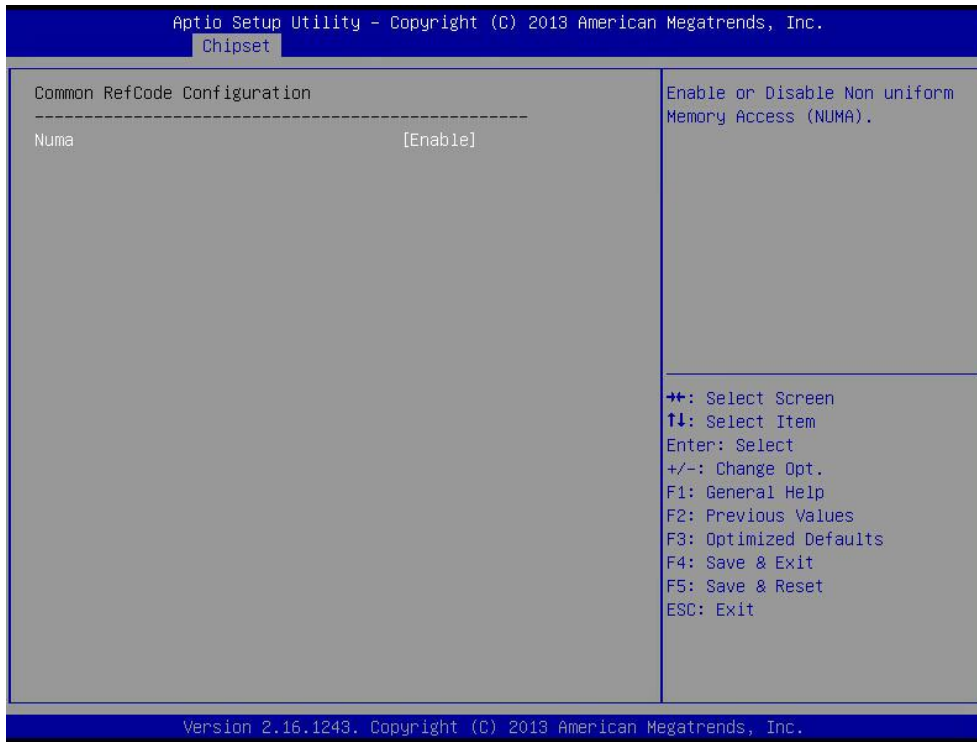 Aptio Setup Utility – Copyright (C) 2013 American Megatrends, Inc.
Chipset
Common RefCode Configuration
--------------------------------------------------
Numa [Enable]
Enable or Disable Non uniform
Memory Access (NUMA).
→←: Select Screen
↑↓: Select Item
Enter: Select
+/-: Change Opt.
F1: General Help
F2: Previous Values
F3: Optimized Defaults
F4: Save & Exit
F5: Save & Reset
ESC: Exit
Version 2.16.1243. Copyright (C) 2013 American Megatrends, Inc.